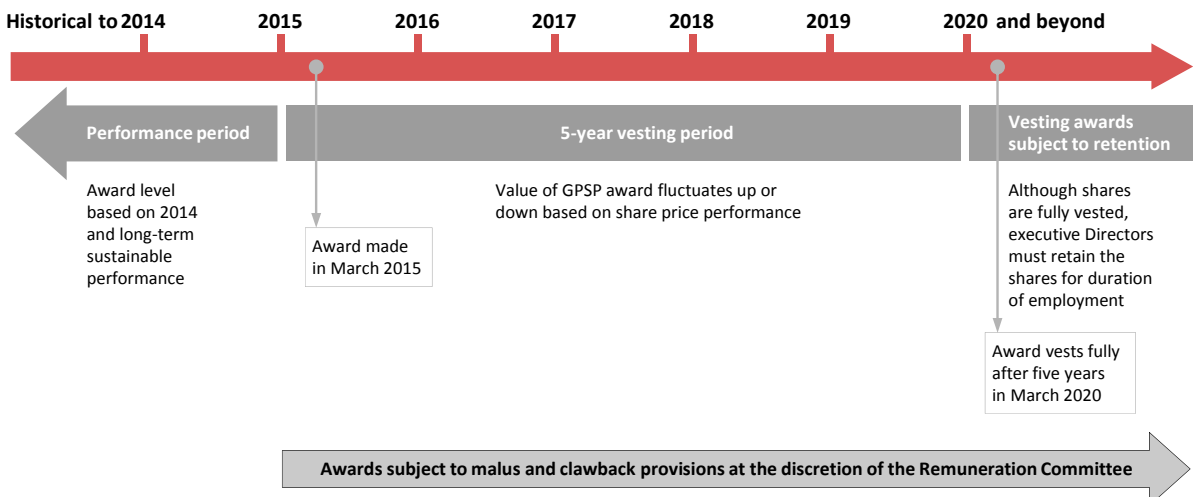 Historical to 2014 2015 2016 2017 2018 2019 2020 and beyond
Performance period
5-year vesting period
Vesting awards
subject to retention
Award level
based on 2014
and long-term
sustainable
performance
Award made
in March 2015
Value of GPSP award fluctuates up or
down based on share price performance
Although shares
are fully vested,
executive Directors
must retain the
shares for duration
of employment
Award vests fully
after five years
in March 2020
Awards subject to malus and clawback provisions at the discretion of the Remuneration Committee